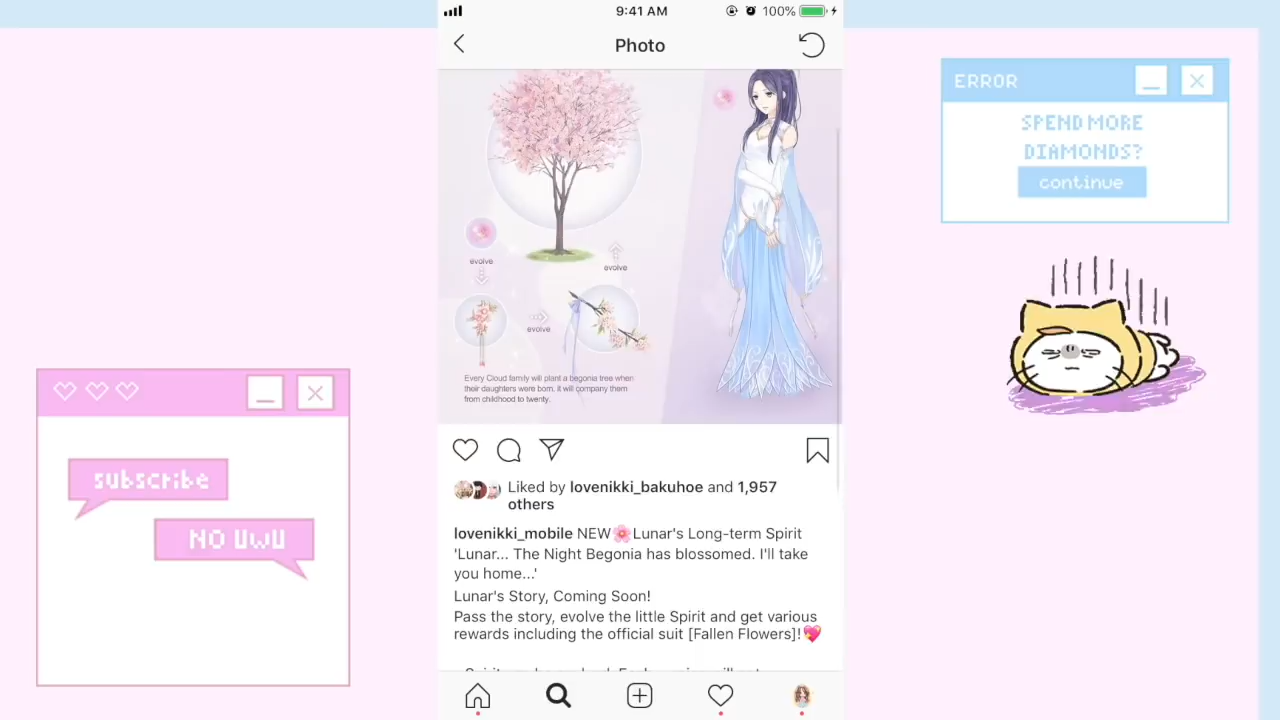 9:41 AM
100%
Photo
ERROR
SPEND MORE
DIAMONDS?
continue
evolve
evolve
evolve
Every Cloud family will plant a begonia tree when
their daughters were born. it will company them
from childhood to twenty.
subscribe
NO UwU
Liked by lovenikki_bakuhoe and 1,957
others
lovenikki_mobile NEW🌸Lunar's Long-term Spirit
'Lunar... The Night Begonia has blossomed. I'll take
you home...'
Lunar's Story, Coming Soon!
Pass the story, evolve the little Spirit and get various
rewards including the official suit [Fallen Flowers]!💖